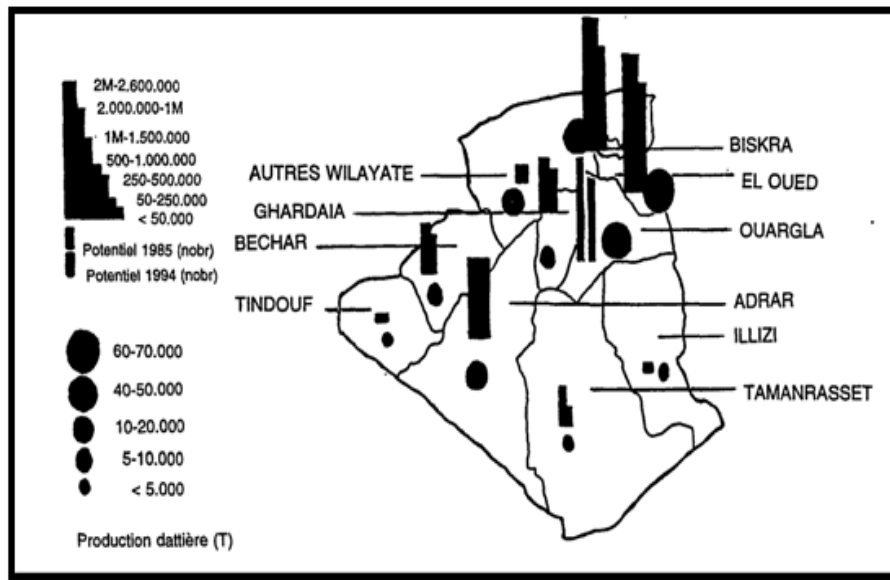 2M-2.600.000
2.000.000-1M
1M-1.500.000
500-1.000.000
250-500.000
50-250.000
< 50.000
Potentiel 1985 (nobr)
Potentiel 1994 (nobr)
60-70.000
40-50.000
10-20.000
5-10.000
< 5.000
Production dattière (T)
AUTRES WILAYATE
GHARDAIA
BECHAR
TINDOUF
BISKRA
EL OUED
OUARGLA
ADRAR
ILLIZI
TAMANRASSET